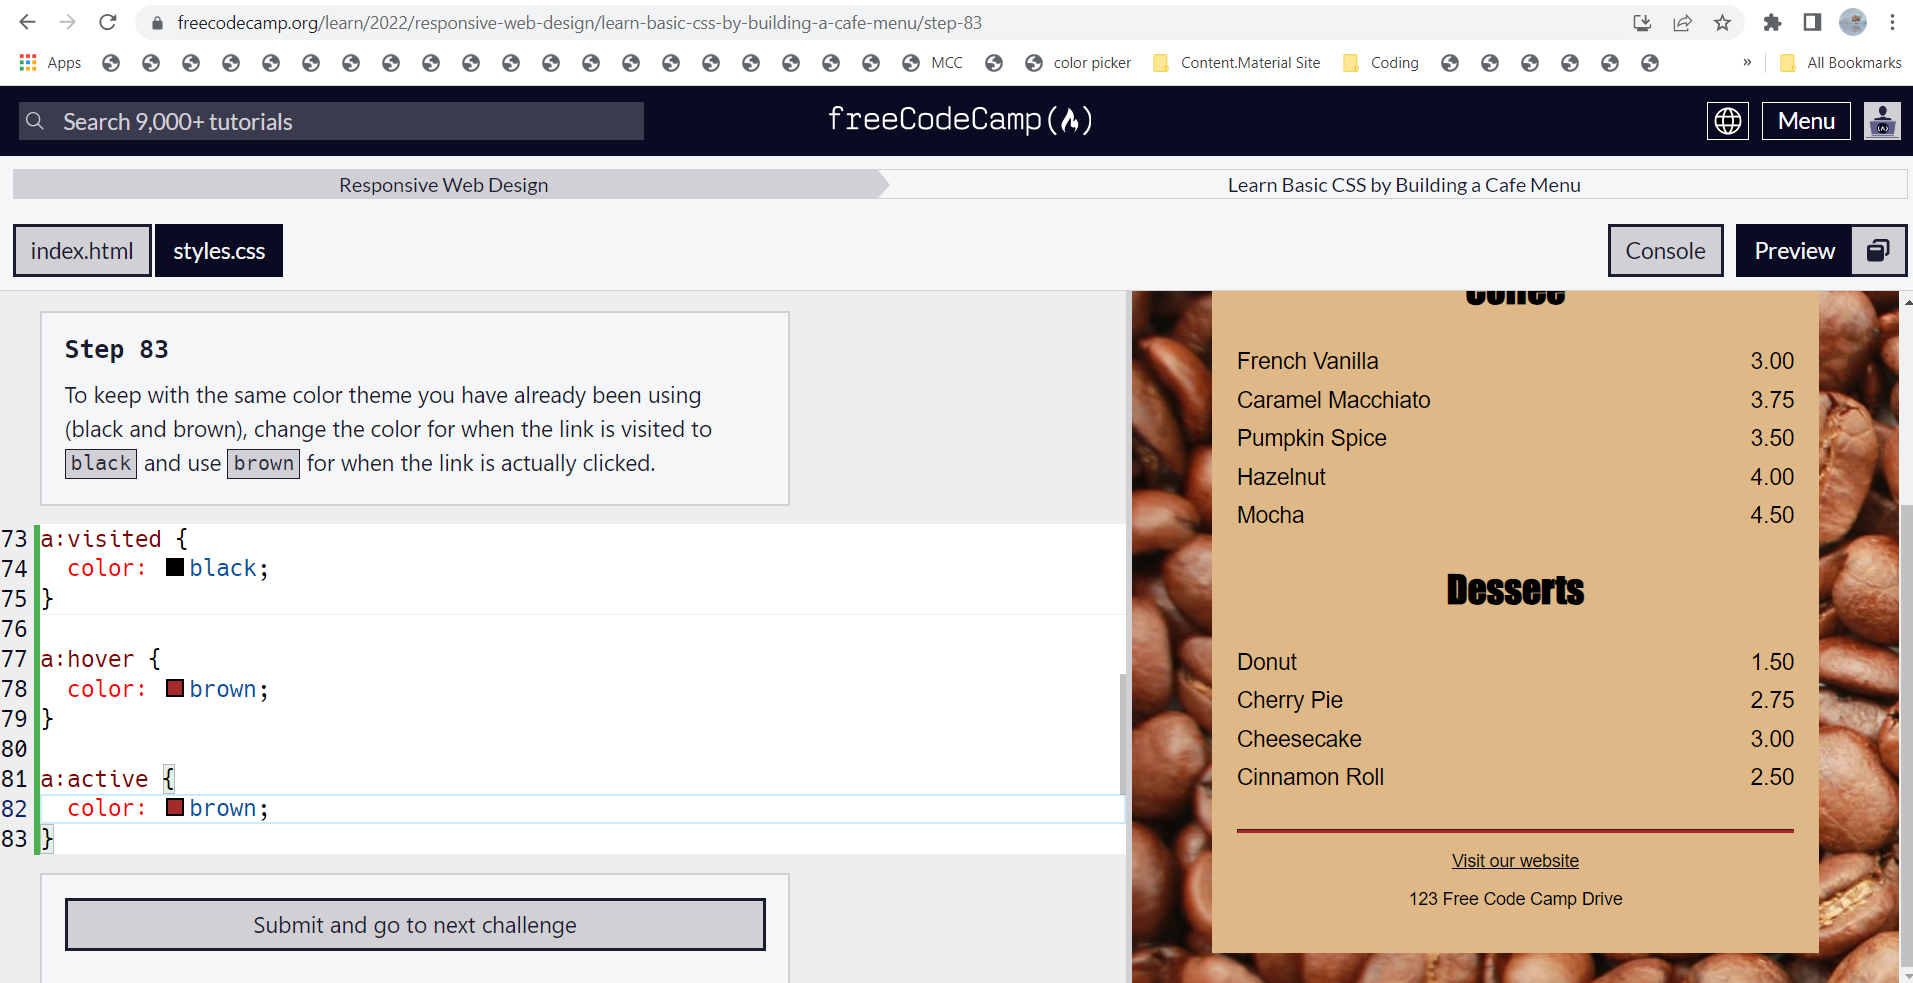 freecodecamp.org/learn/2022/responsive-web-design/learn-basic-css-by-building-a-cafe-menu/step-83
Apps MCC color picker Content.Material Site Coding » All Bookmarks
Search 9,000+ tutorials freeCodeCamp(🔥) Menu
Responsive Web Design Learn Basic CSS by Building a Cafe Menu
index.html styles.css Console Preview
Step 83
To keep with the same color theme you have already been using
(black and brown), change the color for when the link is visited to
black and use brown for when the link is actually clicked.
73 a:visited {
74 color: black;
75 }
76
77 a:hover {
78 color: brown;
79 }
80
81 a:active {
82 color: brown;
83 }
Submit and go to next challenge
Coffee
French Vanilla 3.00
Caramel Macchiato 3.75
Pumpkin Spice 3.50
Hazelnut 4.00
Mocha 4.50
Desserts
Donut 1.50
Cherry Pie 2.75
Cheesecake 3.00
Cinnamon Roll 2.50
Visit our website
123 Free Code Camp Drive